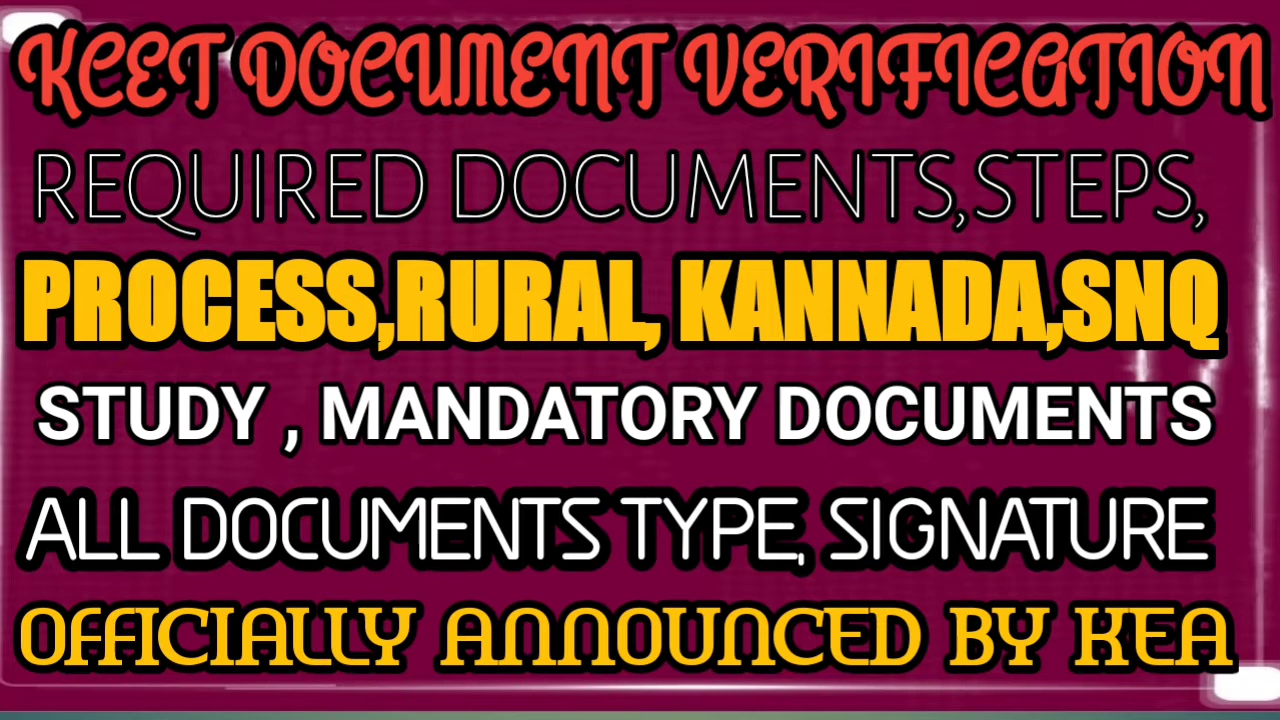 KCET DOCUMENT VERIFICATION
REQUIRED DOCUMENTS,STEPS,
PROCESS,RURAL, KANNADA,SNQ
STUDY , MANDATORY DOCUMENTS
ALL DOCUMENTS TYPE, SIGNATURE
OFFICIALLY ANNOUNCED BY KEA